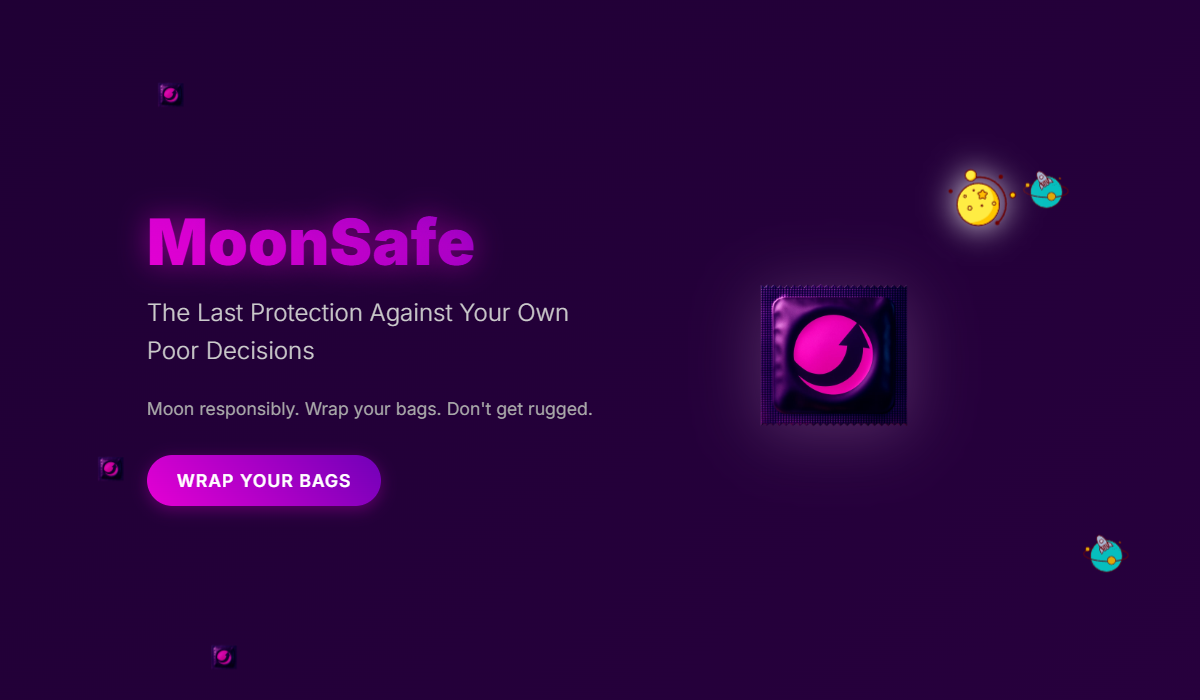 MoonSafe
The Last Protection Against Your Own
Poor Decisions
Moon responsibly. Wrap your bags. Don't get rugged.
WRAP YOUR BAGS